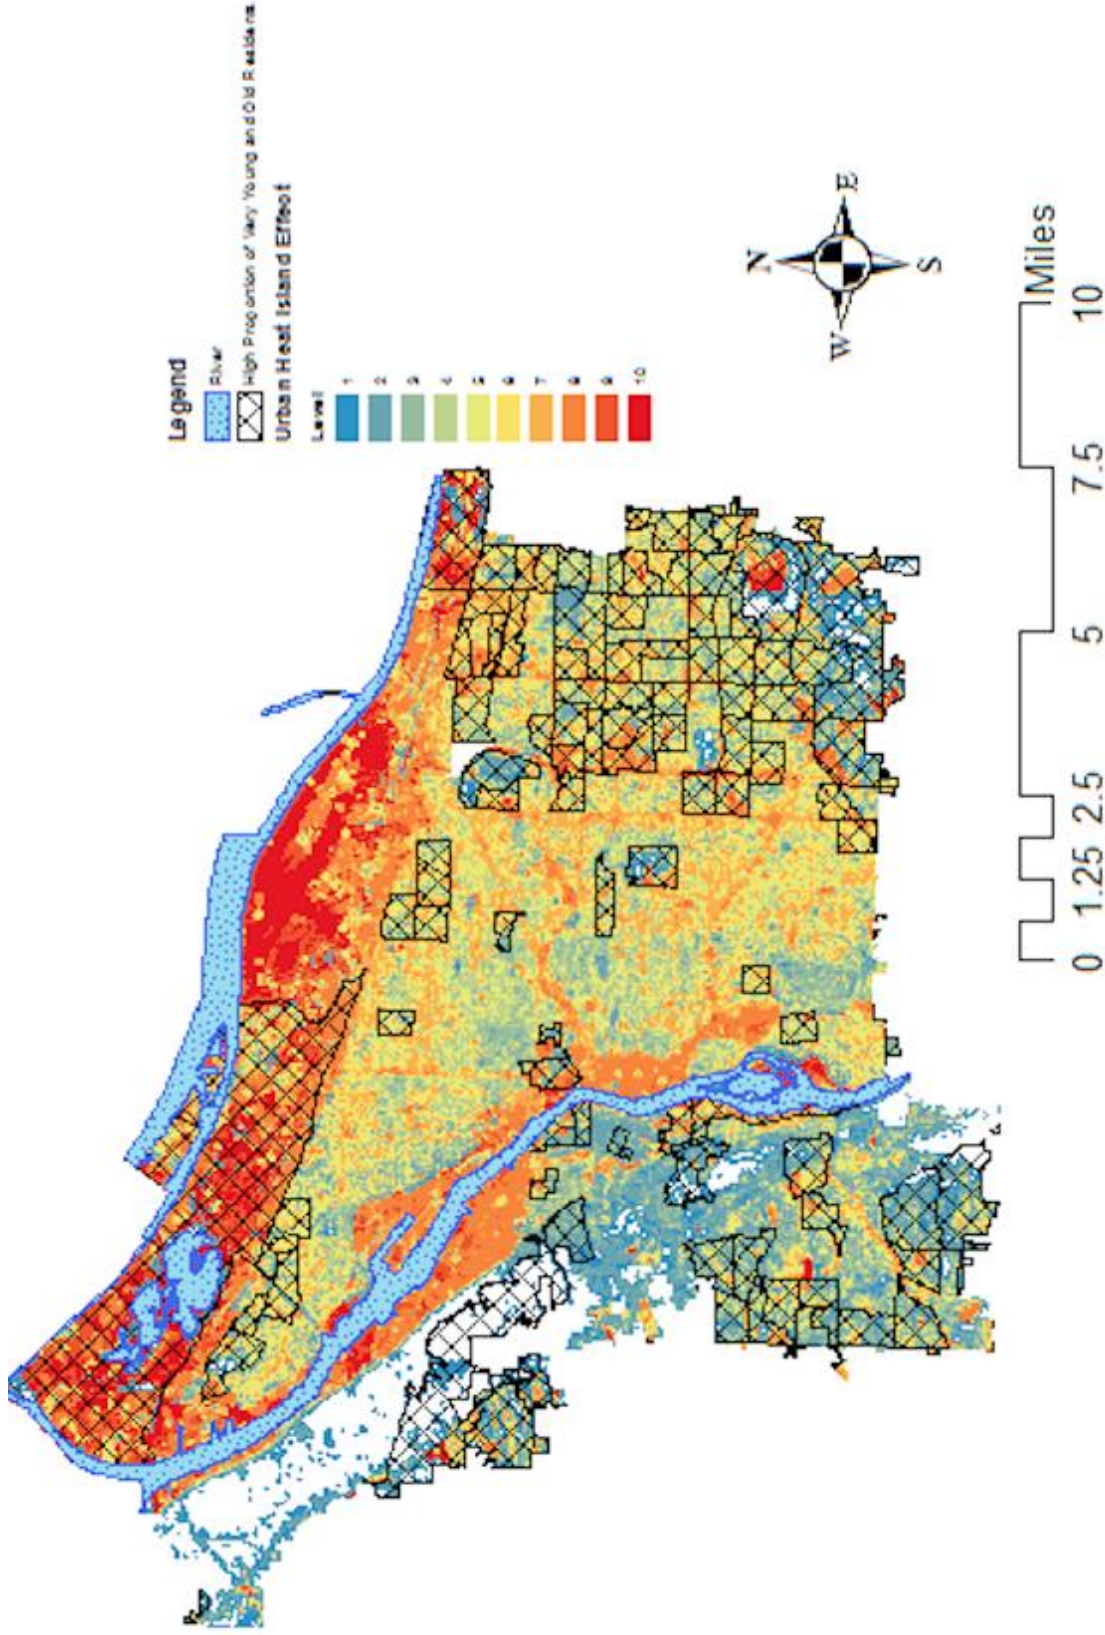 Legend
River
High Proportion of Very Young and Old Residents
Urban Heat Island Effect
Level
1
2
3
4
5
6
7
8
9
10
N
W E
S
0 1.25 2.5 5 7.5 10
Miles